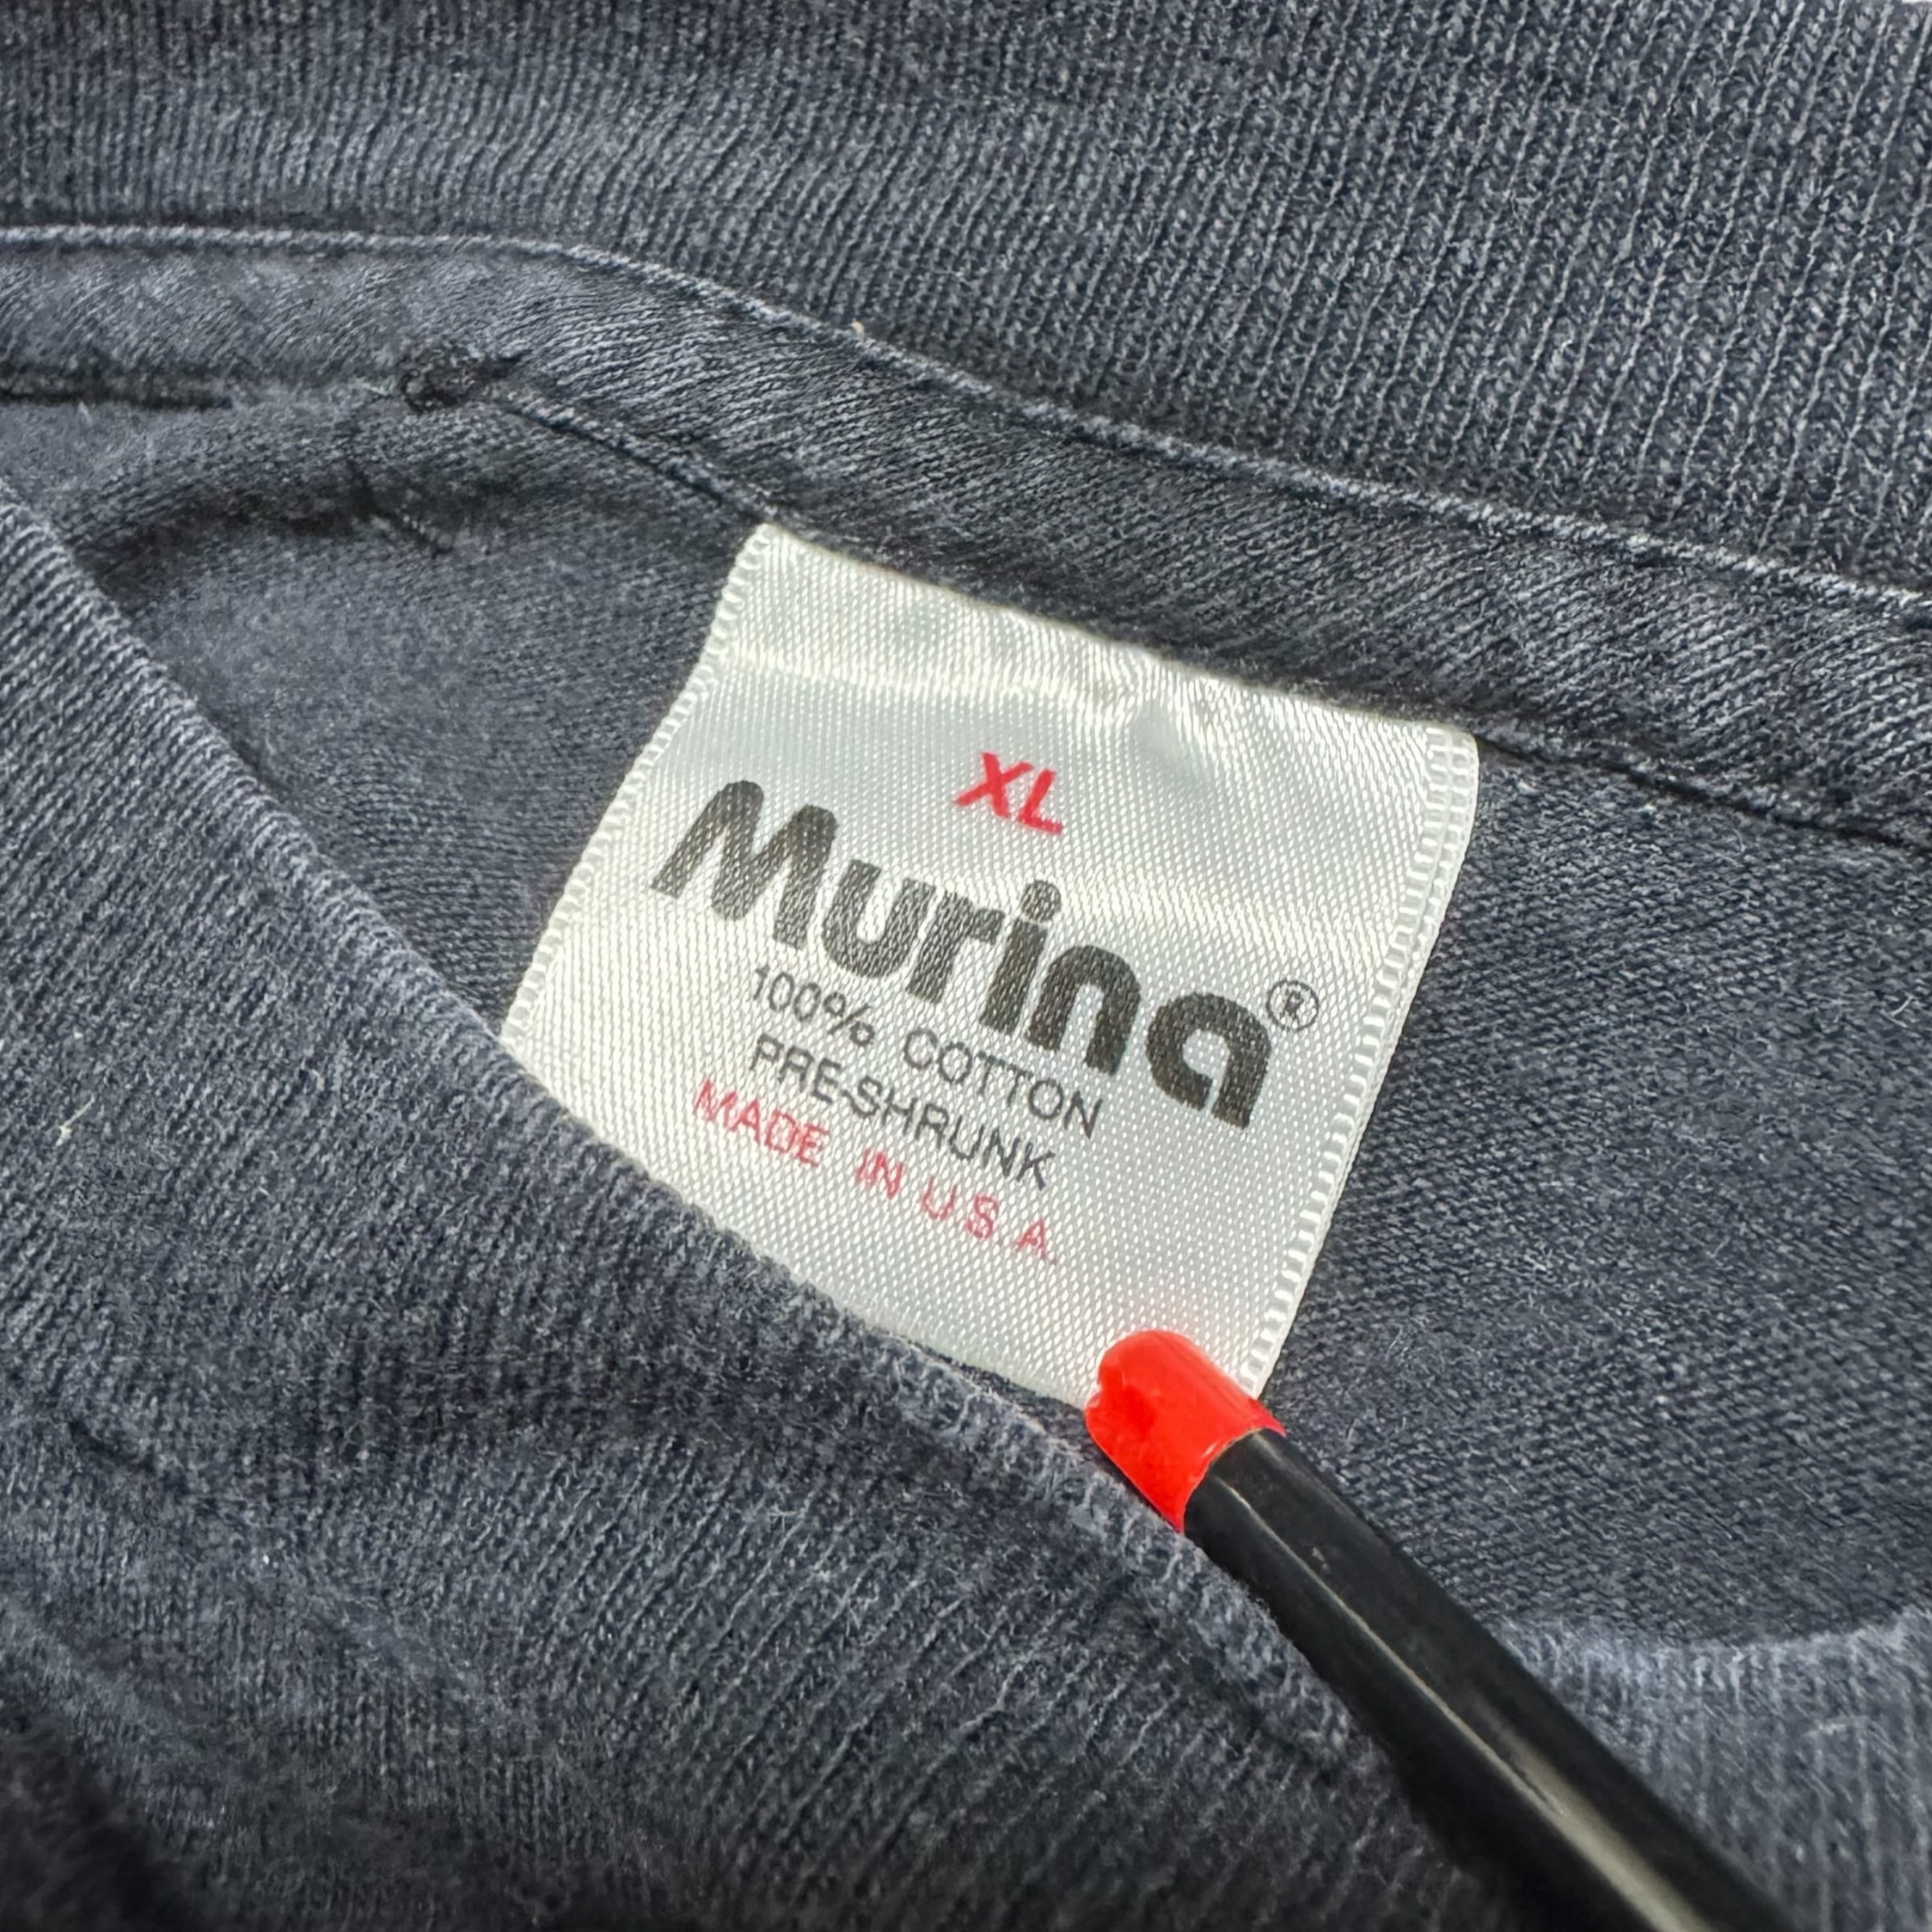 XL
Murina®
100% COTTON
PRE-SHRUNK
MADE IN U.S.A.